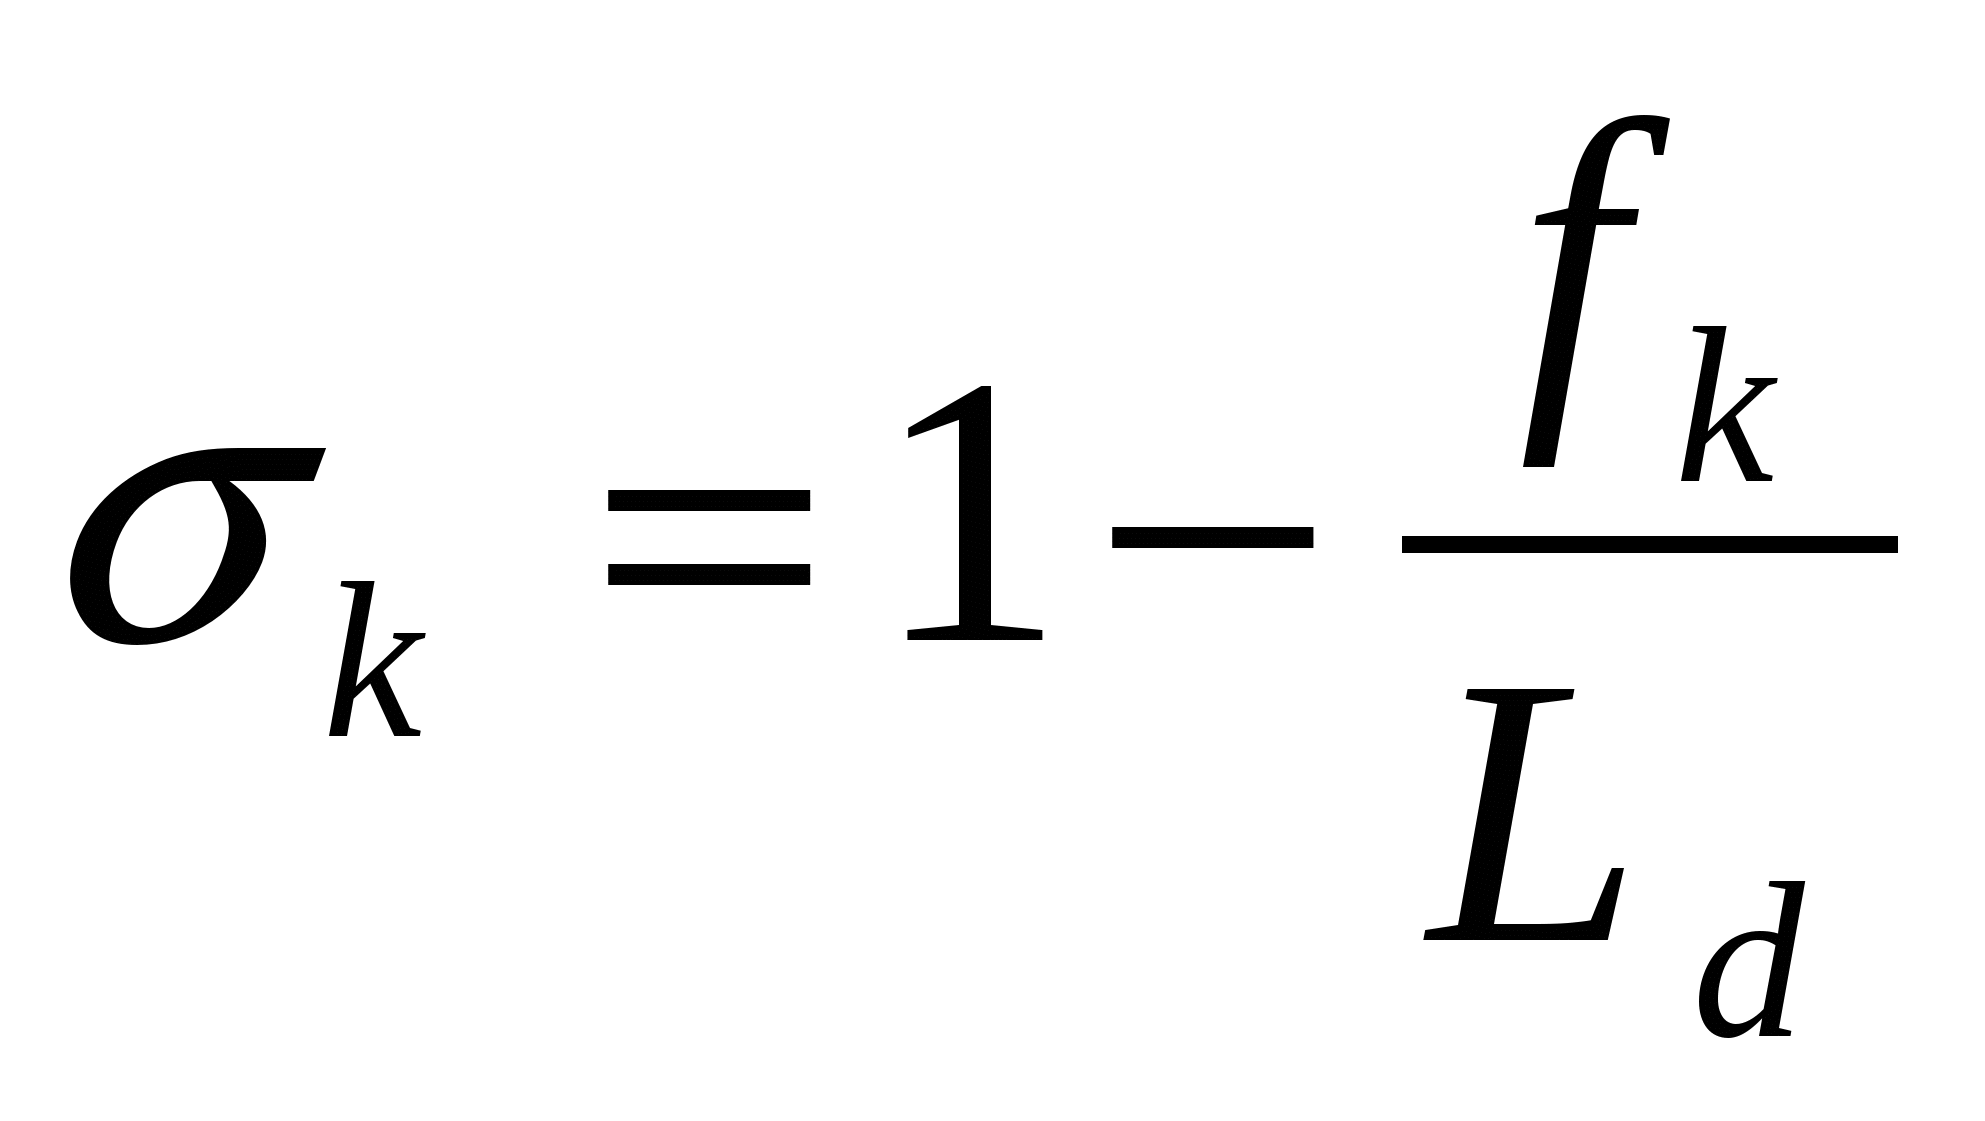 σ_k = 1 − f_k / L_d